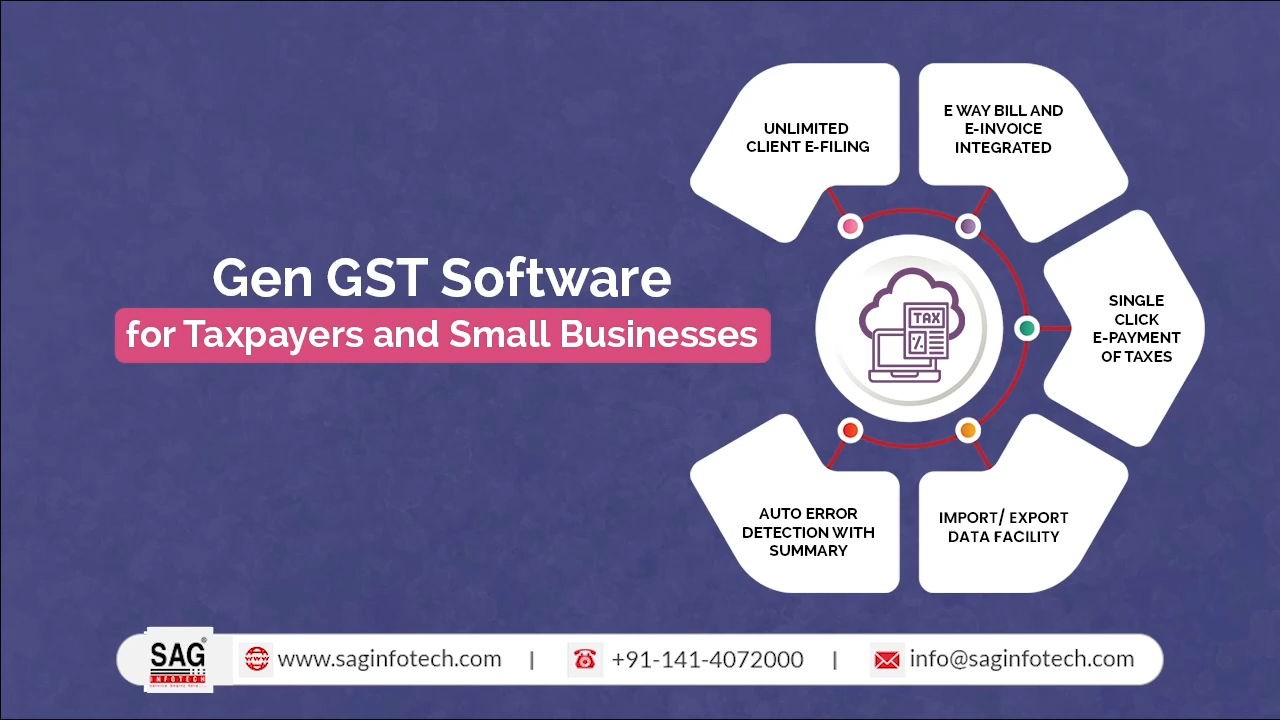 Gen GST Software
for Taxpayers and Small Businesses
UNLIMITED
CLIENT E-FILING
E WAY BILL AND
E-INVOICE
INTEGRATED
SINGLE
CLICK
E-PAYMENT
OF TAXES
IMPORT/ EXPORT
DATA FACILITY
AUTO ERROR
DETECTION WITH
SUMMARY
TAX
SAG®
INFOTECH
www.saginfotech.com | +91-141-4072000 | info@saginfotech.com